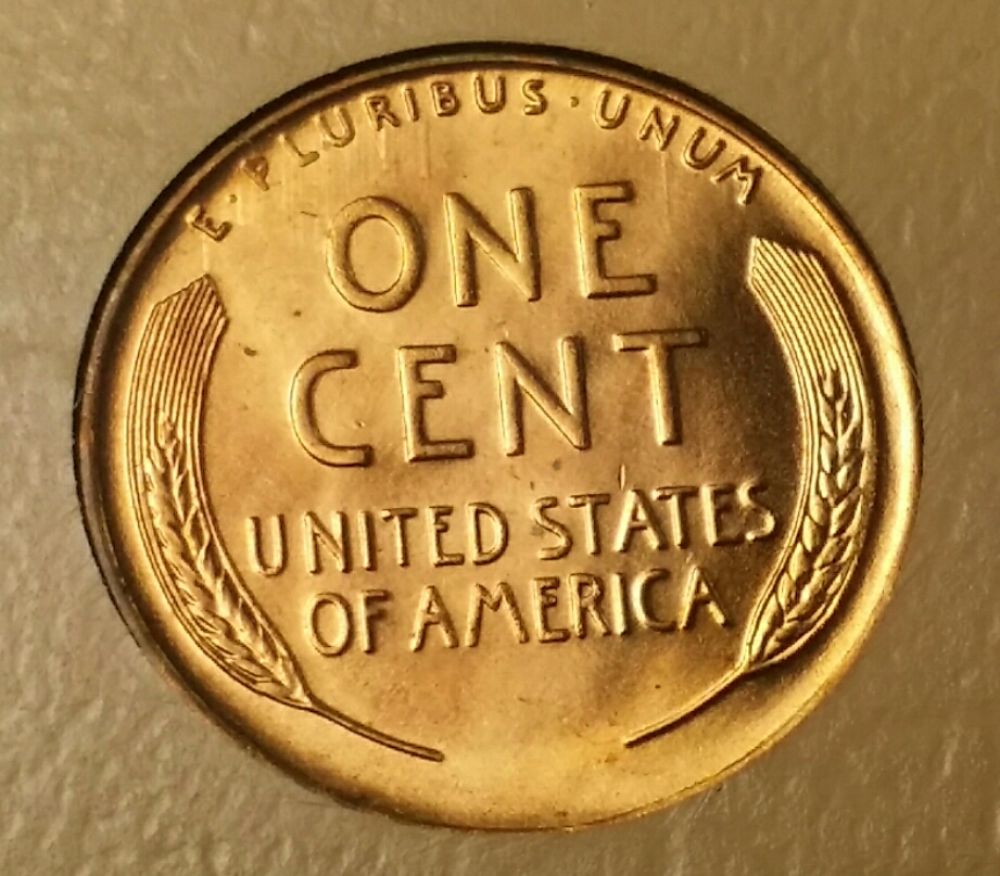 E·PLURIBUS·UNUM
ONE
CENT
UNITED STATES
OF AMERICA